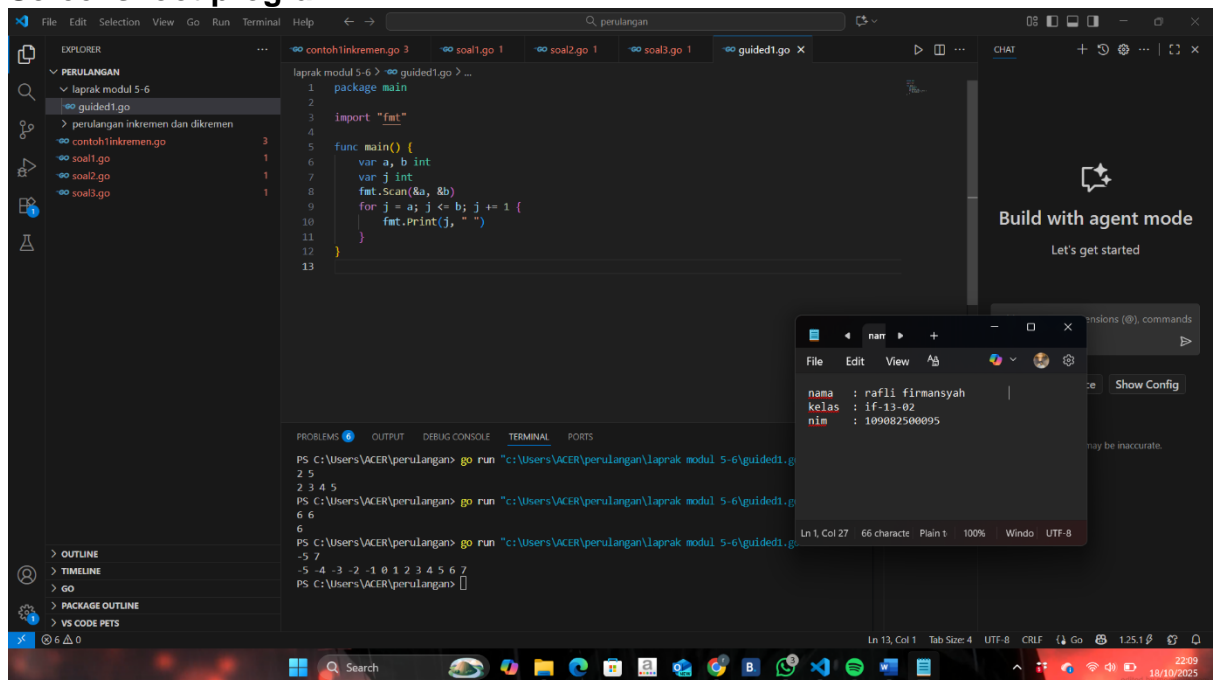 File Edit Selection View Go Run Terminal Help
perulangan
EXPLORER
PERULANGAN
laprak modul 5-6
guided1.go
perulangan inkremen dan dikremen
contoh1inkremen.go 3
soal1.go 1
soal2.go 1
soal3.go 1
OUTLINE
TIMELINE
GO
PACKAGE OUTLINE
VS CODE PETS
contoh1inkremen.go 3 soal1.go 1 soal2.go 1 soal3.go 1 guided1.go
laprak modul 5-6 > guided1.go > ...
1 package main
2
3 import "fmt"
4
5 func main() {
6 var a, b int
7 var j int
8 fmt.Scan(&a, &b)
9 for j = a; j <= b; j += 1 {
10 fmt.Print(j, " ")
11 }
12 }
13
PROBLEMS 6 OUTPUT DEBUG CONSOLE TERMINAL PORTS
PS C:\Users\ACER\perulangan> go run "c:\Users\ACER\perulangan\laprak modul 5-6\guided1.g
2 5
2 3 4 5
PS C:\Users\ACER\perulangan> go run "c:\Users\ACER\perulangan\laprak modul 5-6\guided1.g
6 6
6
PS C:\Users\ACER\perulangan> go run "c:\Users\ACER\perulangan\laprak modul 5-6\guided1.g
-5 7
-5 -4 -3 -2 -1 0 1 2 3 4 5 6 7
PS C:\Users\ACER\perulangan>
CHAT
Build with agent mode
Let's get started
(@), commands
Show Config
may be inaccurate.
File Edit View
nama : rafli firmansyah
kelas : if-13-02
nim : 109082500095
Ln 1, Col 27 66 characte Plain t 100% Windo UTF-8
6 0
Ln 13, Col 1 Tab Size: 4 UTF-8 CRLF Go 1.25.1
Search
22:09
18/10/2025